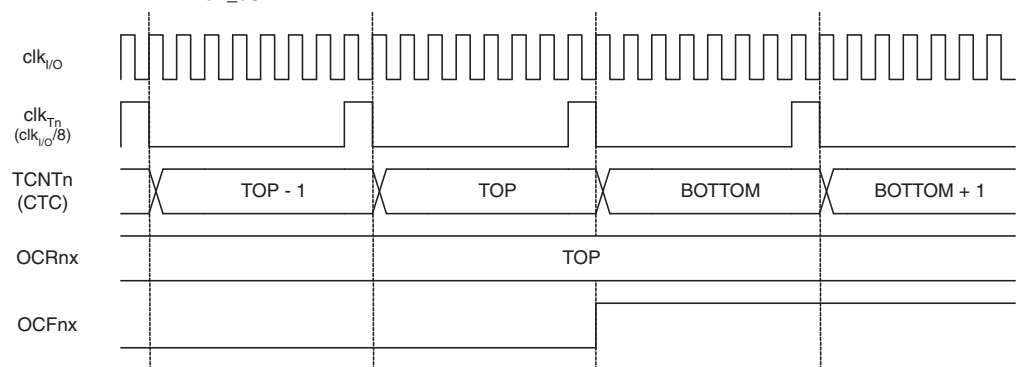 clkI/O
clkTn
(clkI/O/8)
TCNTn
(CTC)
TOP - 1
TOP
BOTTOM
BOTTOM + 1
OCRnx
TOP
OCFnx